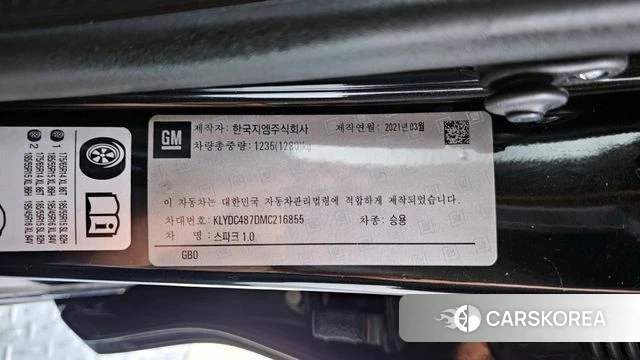 GM
제작자: 한국지엠주식회사 제작연월: 2021년 03월
차량총중량: 1235(1280)kg
이 자동차는 대한민국 자동차관리법령에 적합하게 제작되었습니다.
차대번호: KLYDC487DMC216855 차종: 승용
차 명: 스파크 1.0
GB0
1
2
CARSKOREA